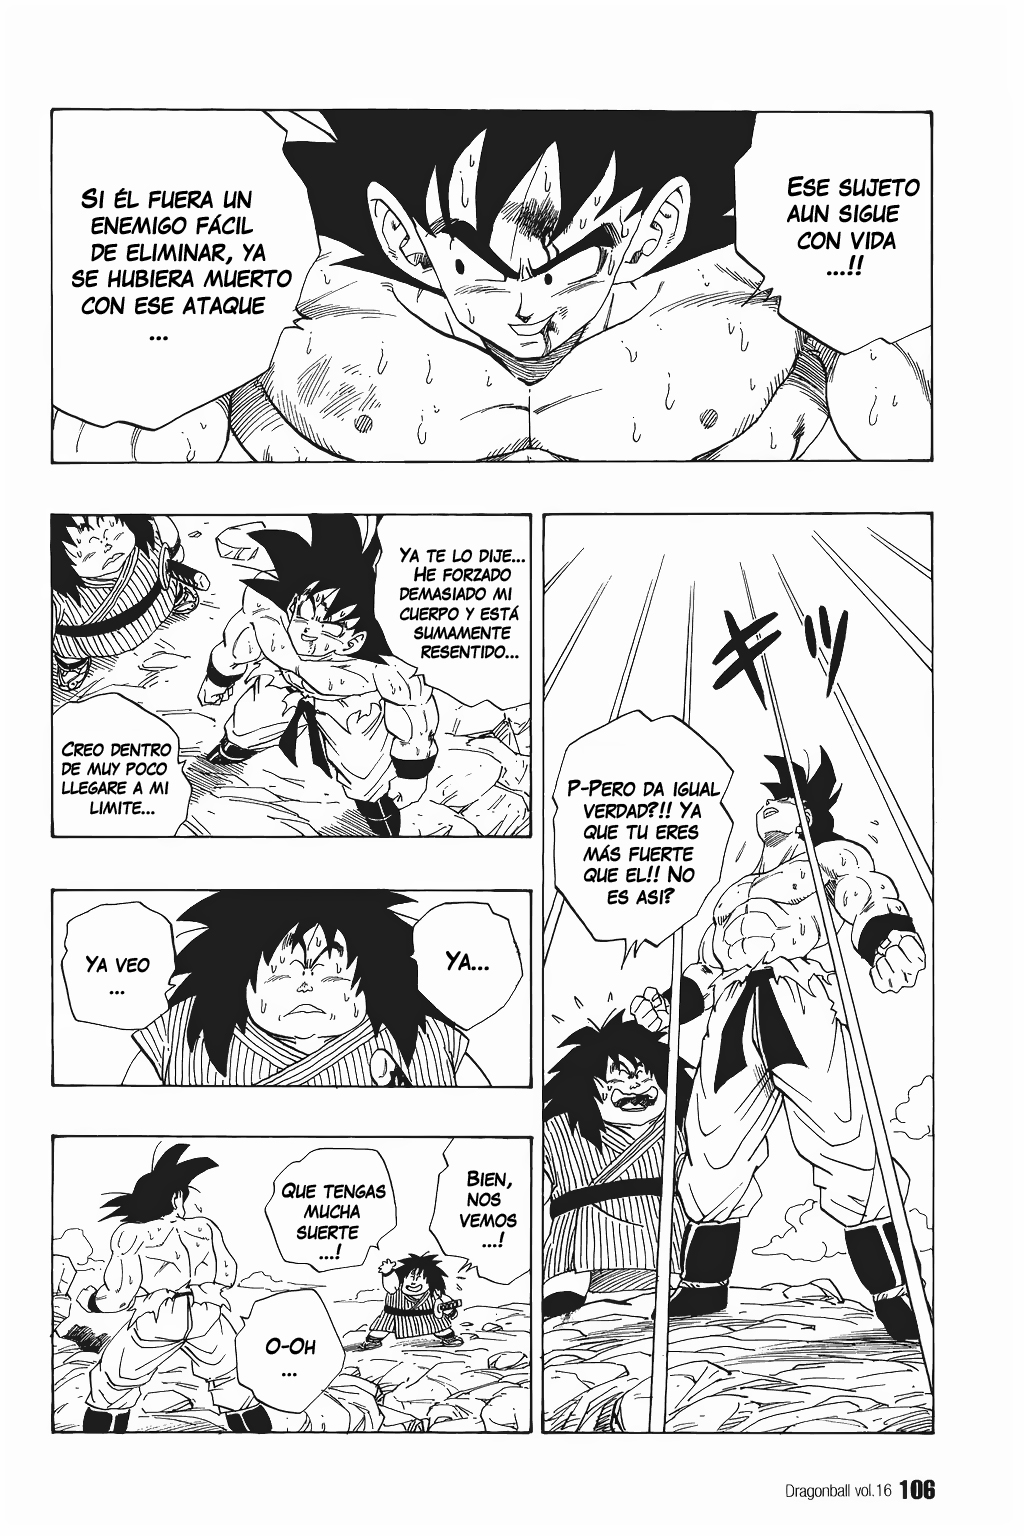 ESE SUJETO
AUN SIGUE
CON VIDA
...!!
SI ÉL FUERA UN
ENEMIGO FÁCIL
DE ELIMINAR, YA
SE HUBIERA MUERTO
CON ESE ATAQUE
...
キッ
P-PERO DA IGUAL
VERDAD?!! YA
QUE TU ERES
MÁS FUERTE
QUE EL!! NO
ES ASI?
YA TE LO DIJE...
HE FORZADO
DEMASIADO MI
CUERPO Y ESTÁ
SUMAMENTE
RESENTIDO...
CREO DENTRO
DE MUY POCO
LLEGARE A MI
LIMITE...
YA...
YA VEO
...
BIEN,
NOS
VEMOS
...!
QUE TENGAS
MUCHA
SUERTE
...!
O-OH
...
Dragonball vol.16 106